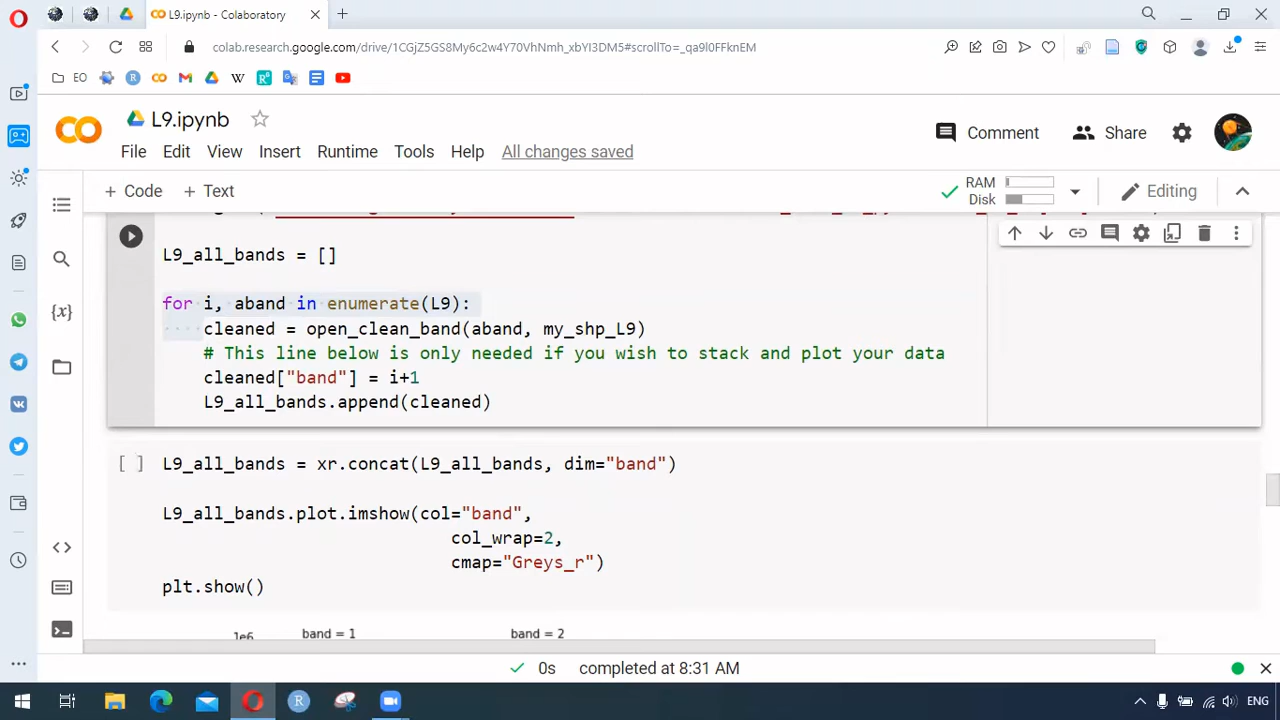 L9.ipynb - Colaboratory
colab.research.google.com/drive/1CGjZ5GS8My6c2w4Y70VhNmh_xbYI3DM5#scrollTo=_qa9l0FFknEM
EO
L9.ipynb
Comment
Share
File Edit View Insert Runtime Tools Help All changes saved
+ Code + Text
RAM
Disk
Editing
L9_all_bands = []
for i, aband in enumerate(L9):
cleaned = open_clean_band(aband, my_shp_L9)
# This line below is only needed if you wish to stack and plot your data
cleaned["band"] = i+1
L9_all_bands.append(cleaned)
[ ] L9_all_bands = xr.concat(L9_all_bands, dim="band")
L9_all_bands.plot.imshow(col="band",
col_wrap=2,
cmap="Greys_r")
plt.show()
1e6 band = 1 band = 2
0s completed at 8:31 AM
ENG